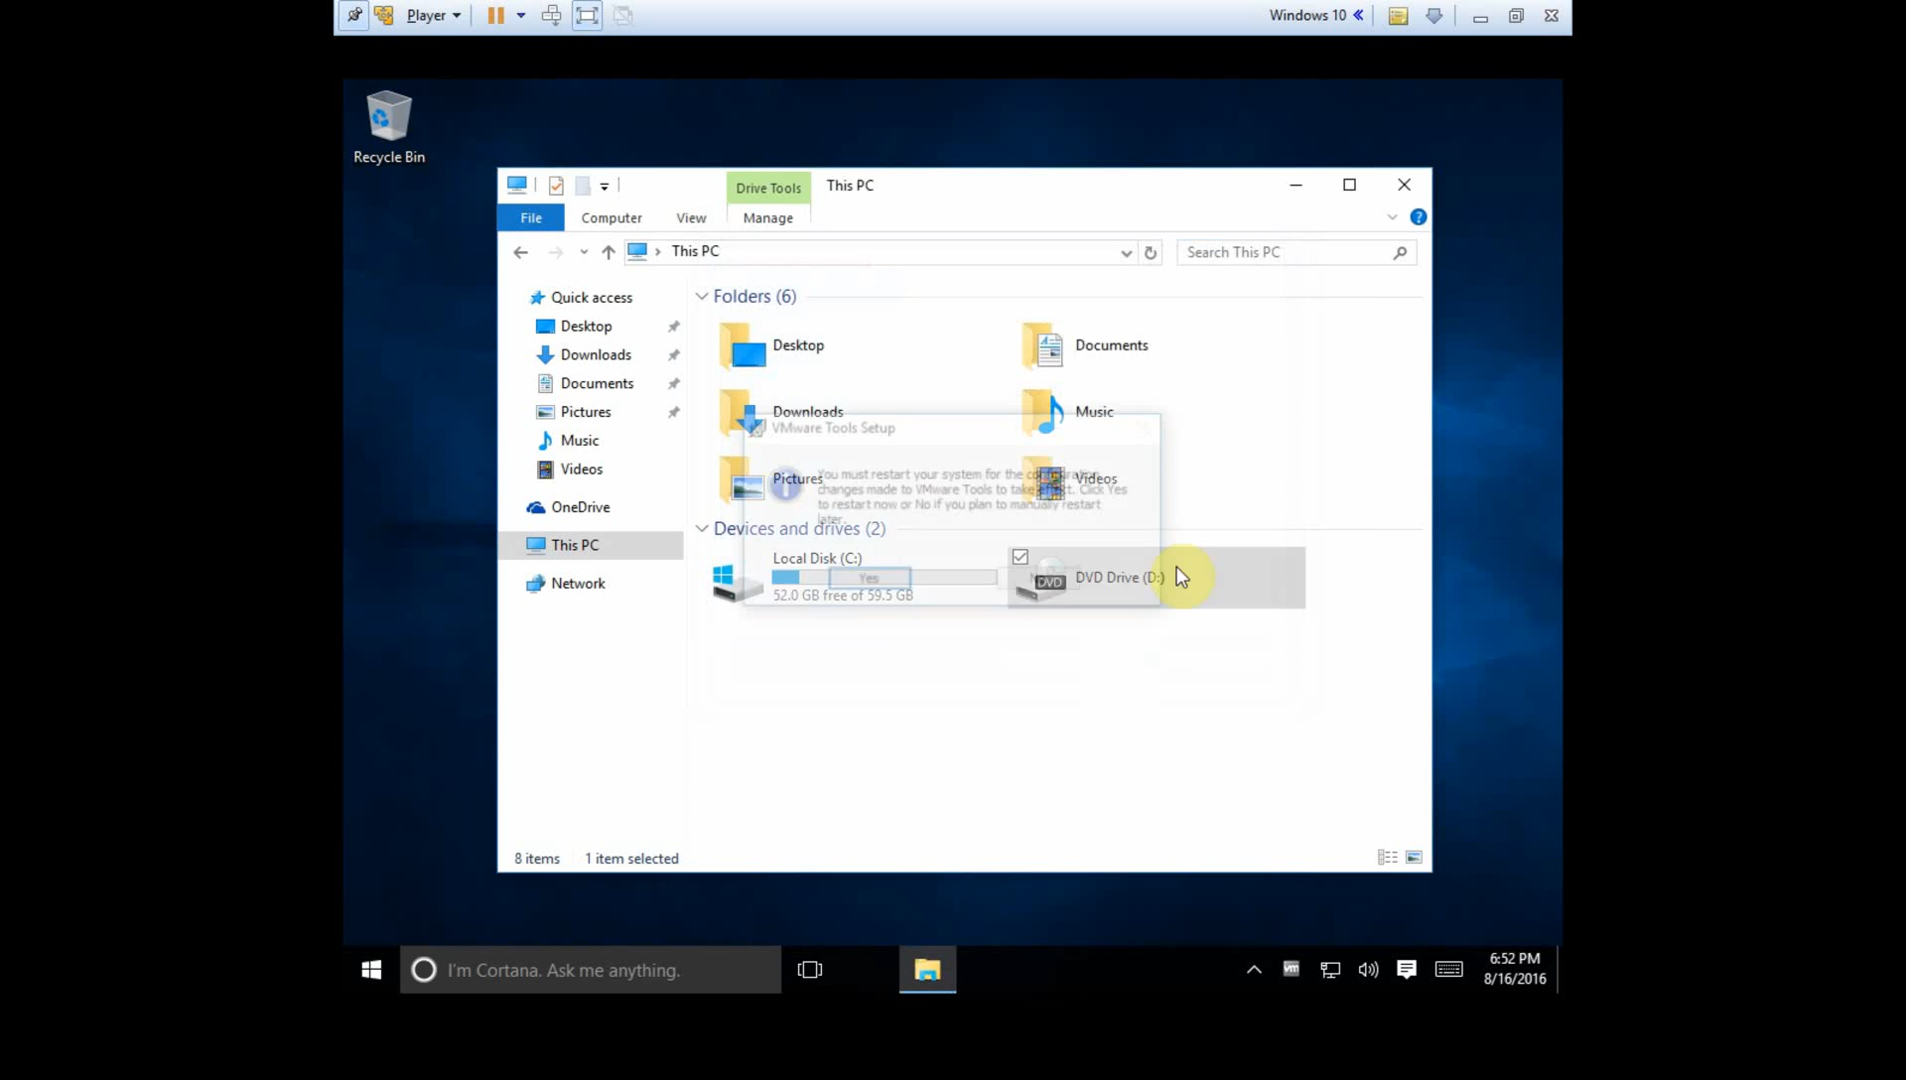 Player
Windows 10
Recycle Bin
Drive Tools
This PC
File
Computer
View
Manage
This PC
Search This PC
Quick access
Desktop
Downloads
Documents
Pictures
Music
Videos
OneDrive
This PC
Network
Folders (6)
Desktop
Documents
Downloads
Music
VMware Tools Setup
Pictures
Videos
You must restart your system for the configuration
changes made to VMware Tools to take effect. Click Yes
to restart now or No if you plan to manually restart
later.
Devices and drives (2)
Local Disk (C:)
Yes
52.0 GB free of 59.5 GB
DVD
DVD Drive (D:)
8 items
1 item selected
I'm Cortana. Ask me anything.
vm
6:52 PM
8/16/2016